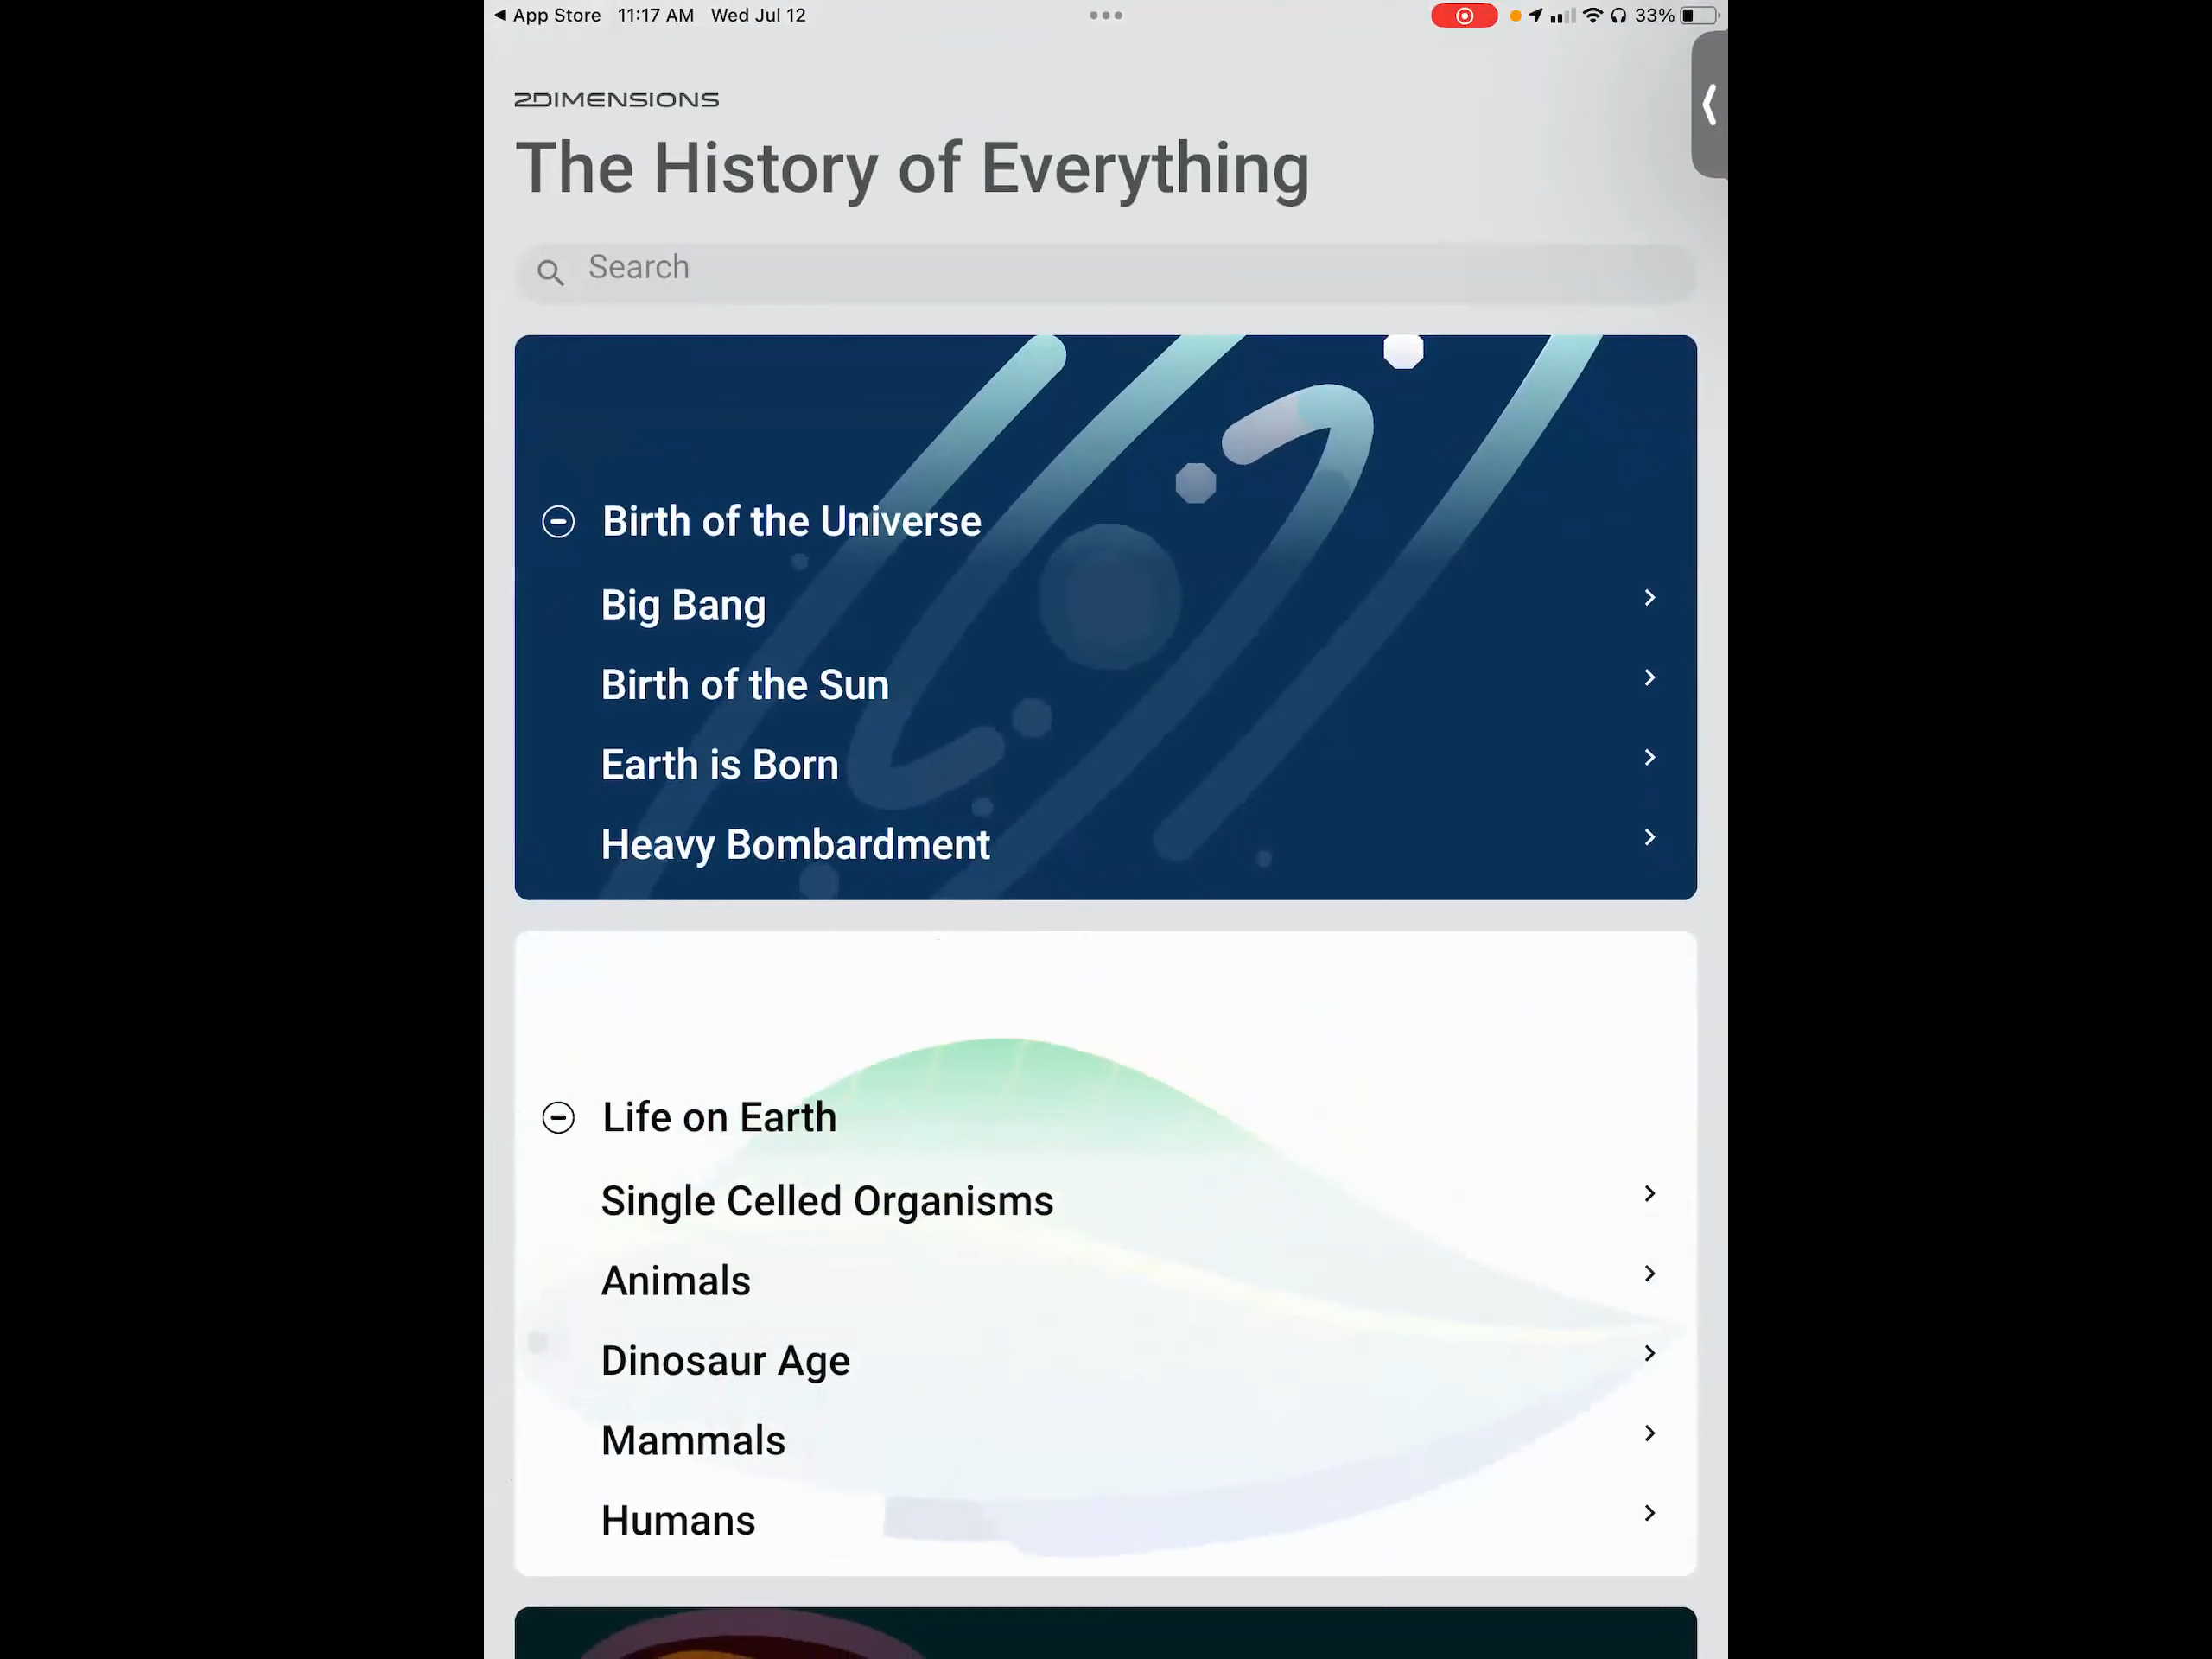 App Store 11:17 AM Wed Jul 12 33%
2DIMENSIONS
The History of Everything
Search
Birth of the Universe
Big Bang
Birth of the Sun
Earth is Born
Heavy Bombardment
Life on Earth
Single Celled Organisms
Animals
Dinosaur Age
Mammals
Humans